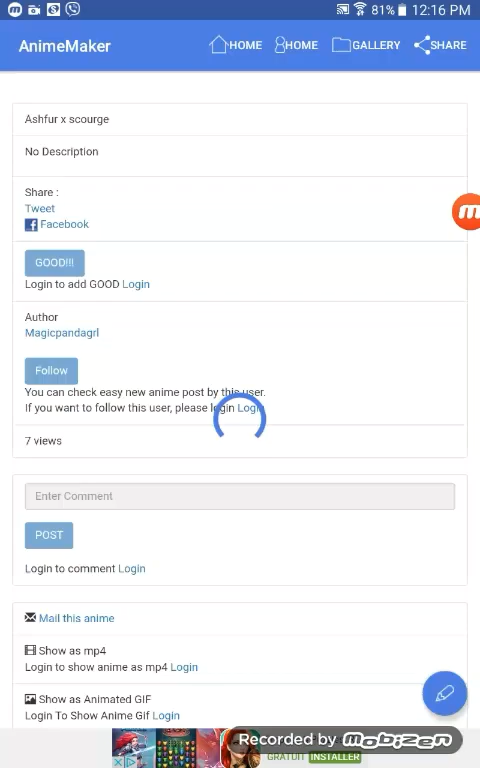 81% 12:16 PM
AnimeMaker HOME HOME GALLERY SHARE
Ashfur x scourge
No Description
Share :
Tweet
Facebook
GOOD!!!
Login to add GOOD Login
Author
Magicpandagrl
Follow
You can check easy new anime post by this user.
If you want to follow this user, please login Login
7 views
Enter Comment
POST
Login to comment Login
Mail this anime
Show as mp4
Login to show anime as mp4 Login
Show as Animated GIF
Login To Show Anime Gif Login
Recorded by mobizen
GRATUIT INSTALLER